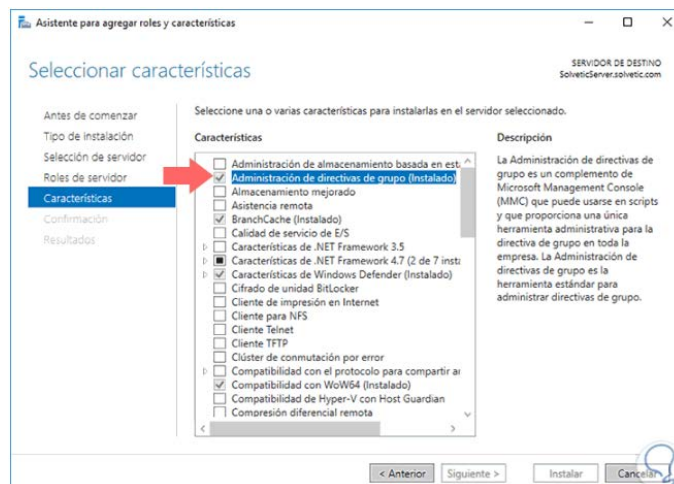 Asistente para agregar roles y características
Seleccionar características
SERVIDOR DE DESTINO
SolveticServer.solvetic.com
Antes de comenzar
Tipo de instalación
Selección de servidor
Roles de servidor
Características
Confirmación
Resultados
Seleccione una o varias características para instalarlas en el servidor seleccionado.
Características
Administración de almacenamiento basada en est
Administración de directivas de grupo (Instalado)
Almacenamiento mejorado
Asistencia remota
BranchCache (Instalado)
Calidad de servicio de E/S
Características de .NET Framework 3.5
Características de .NET Framework 4.7 (2 de 7 insta
Características de Windows Defender (Instalado)
Cifrado de unidad BitLocker
Cliente de impresión en Internet
Cliente para NFS
Cliente Telnet
Cliente TFTP
Clúster de conmutación por error
Compatibilidad con el protocolo para compartir ar
Compatibilidad con WoW64 (Instalado)
Compatibilidad de Hyper-V con Host Guardian
Compresión diferencial remota
Descripción
La Administración de directivas de
grupo es un complemento de
Microsoft Management Console
(MMC) que puede usarse en scripts
y que proporciona una única
herramienta administrativa para la
directiva de grupo en toda la
empresa. La Administración de
directivas de grupo es la
herramienta estándar para
administrar directivas de grupo.
< Anterior
Siguiente >
Instalar
Cancelar